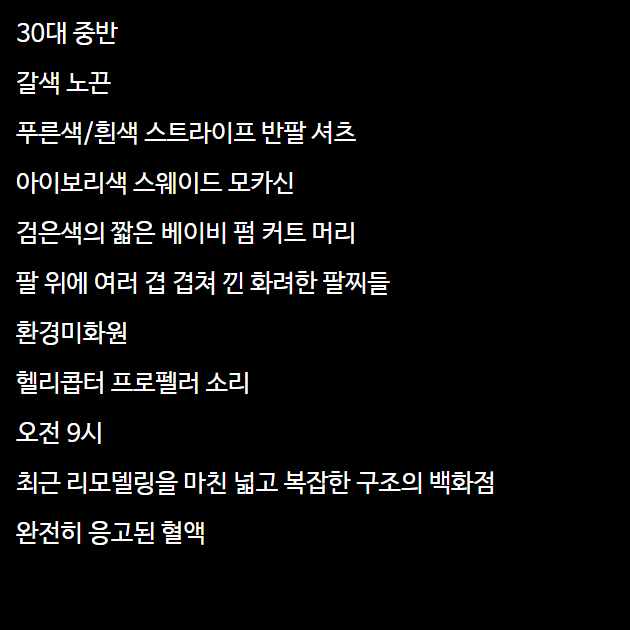 30대 중반
갈색 노끈
푸른색/흰색 스트라이프 반팔 셔츠
아이보리색 스웨이드 모카신
검은색의 짧은 베이비 펌 커트 머리
팔 위에 여러 겹 겹쳐 낀 화려한 팔찌들
환경미화원
헬리콥터 프로펠러 소리
오전 9시
최근 리모델링을 마친 넓고 복잡한 구조의 백화점
완전히 응고된 혈액